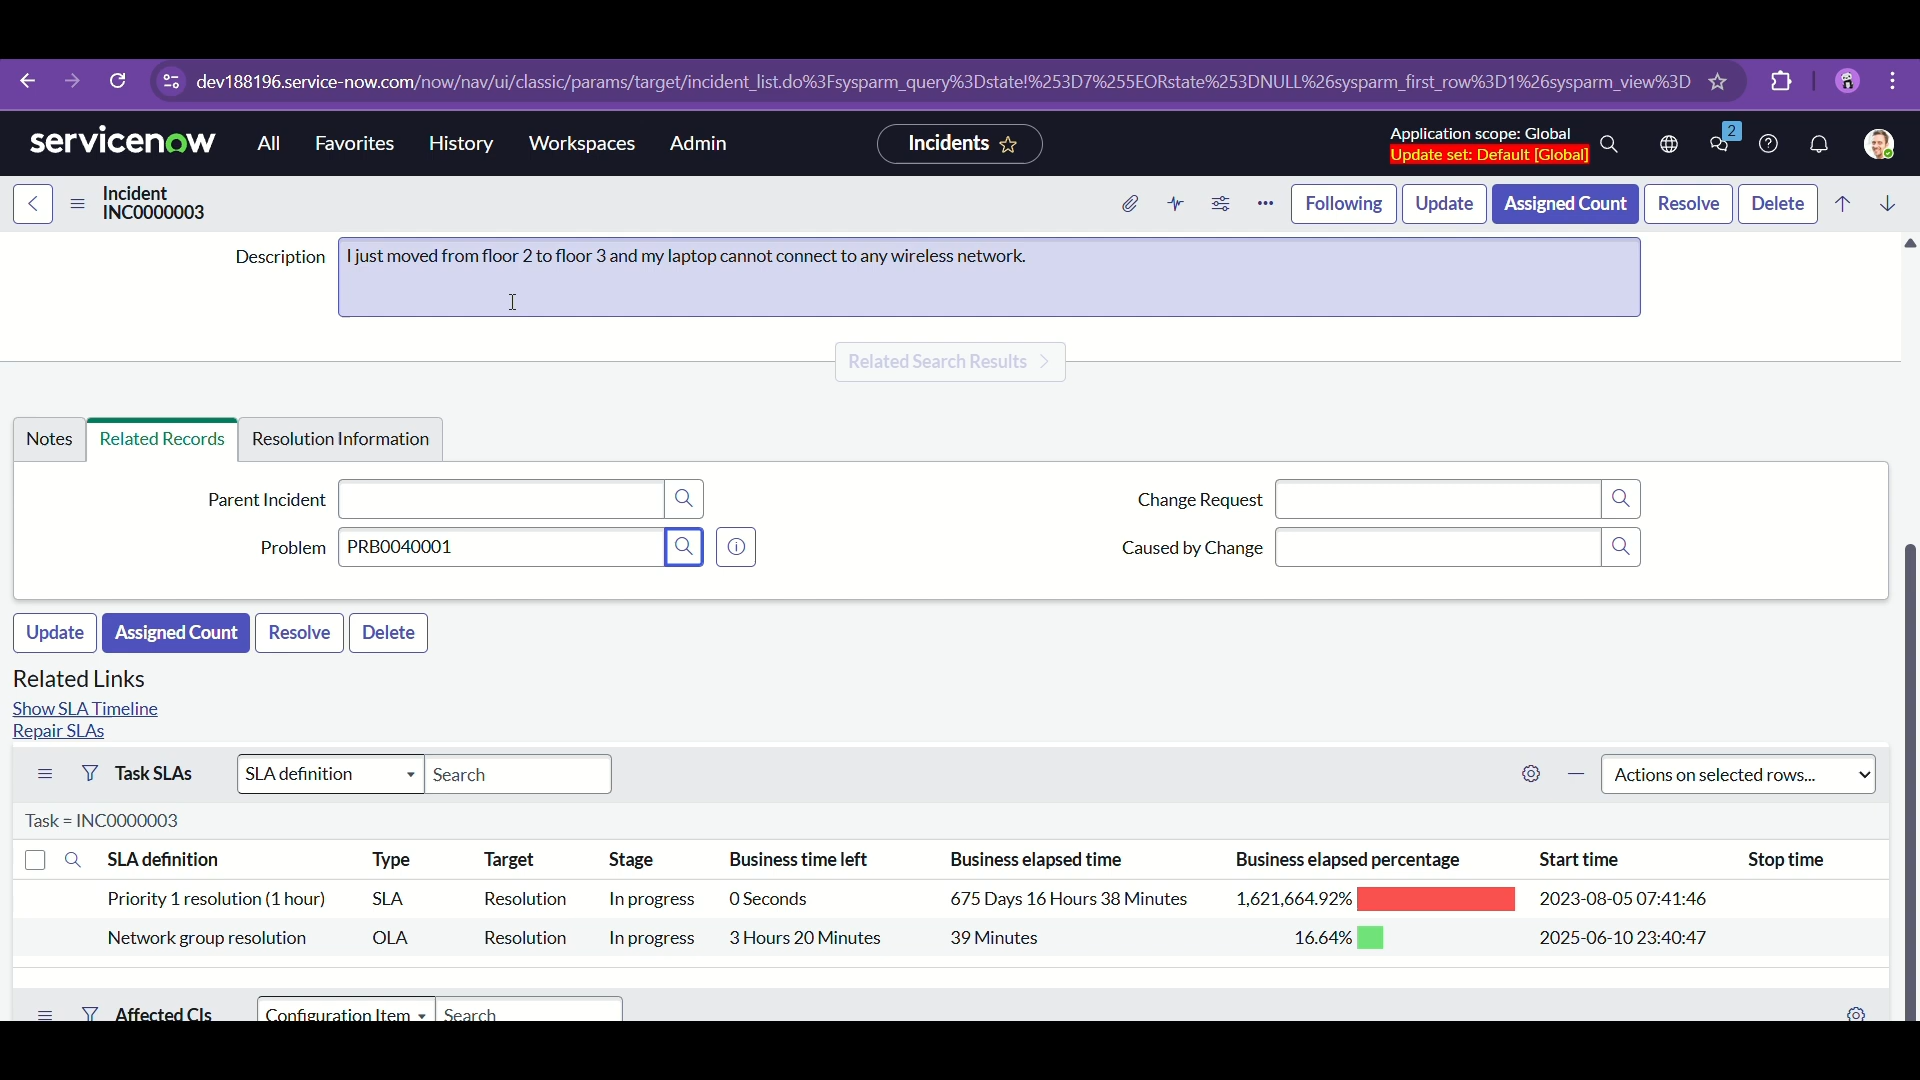 dev188196.service-now.com/now/nav/ui/classic/params/target/incident_list.do%3Fsysparm_query%3Dstate!%253D7%255EORstate%253DNULL%26sysparm_first_row%3D1%26sysparm_view%3D
servicenow All Favorites History Workspaces Admin Incidents Application scope: Global 2
Update set: Default [Global]
Incident
INC0000003
Following Update Assigned Count Resolve Delete
Description I just moved from floor 2 to floor 3 and my laptop cannot connect to any wireless network.
Related Search Results
Notes Related Records Resolution Information
Parent Incident Change Request
Problem PRB0040001 Caused by Change
Update Assigned Count Resolve Delete
Related Links
Show SLA Timeline
Repair SLAs
Task SLAs SLA definition Search Actions on selected rows...
Task = INC0000003
SLA definition Type Target Stage Business time left Business elapsed time Business elapsed percentage Start time Stop time
Priority 1 resolution (1 hour) SLA Resolution In progress 0 Seconds 675 Days 16 Hours 38 Minutes 1,621,664.92% 2023-08-05 07:41:46
Network group resolution OLA Resolution In progress 3 Hours 20 Minutes 39 Minutes 16.64% 2025-06-10 23:40:47
Affected CIs Configuration Item Search